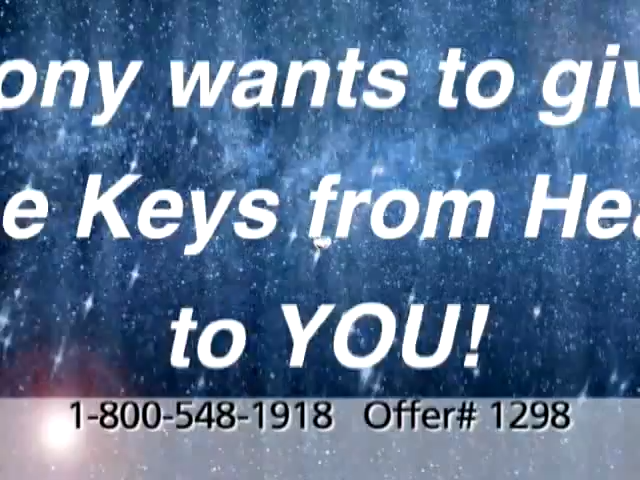 ony wants to giv
e Keys from Hea
to YOU!
1-800-548-1918 Offer# 1298